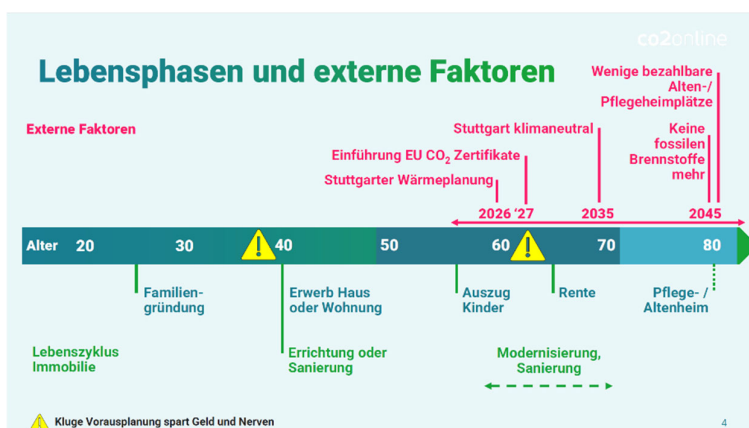 co2online
Lebensphasen und externe Faktoren
Wenige bezahlbare
Alten-/
Pflegeheimplätze
Externe Faktoren
Stuttgart klimaneutral
Keine
fossilen
Brennstoffe
mehr
Einführung EU CO₂ Zertifikate
Stuttgarter Wärmeplanung
2026 ‘27 2035 2045
Alter 20 30 40 50 60 70 80
Familien-
gründung
Erwerb Haus
oder Wohnung
Auszug
Kinder
Rente
Pflege- /
Altenheim
Lebenszyklus
Immobilie
Errichtung oder
Sanierung
Modernisierung,
Sanierung
Kluge Vorausplanung spart Geld und Nerven
4